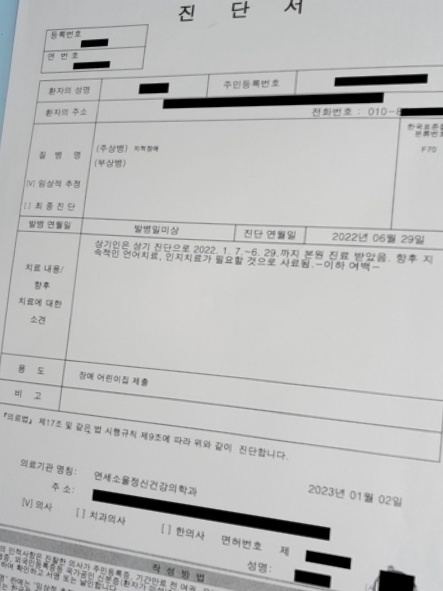 진 단 서
등록번호
연 번 호
환자의 성명
주민등록번호
환자의 주소
전화번호 : 010-8
한국표준질
분류번호
질 병 명
(주상병) 지적장애
(부상병)
F70
[V] 임상적 추정
[ ] 최 종 진 단
발병 연월일
발병일미상
진단 연월일
2022년 06월 29일
치료 내용/
향후
치료에 대한
소견
상기인은 상기 진단으로 2022. 1. 7.-6. 29.까지 본원 진료 받았음. 향후 지
속적인 언어치료, 인지치료가 필요할 것으로 사료됨.-이하 여백-
용 도
장애 어린이집 제출
비 고
『의료법』 제17조 및 같은 법 시행규칙 제9조에 따라 위와 같이 진단합니다.
의료기관 명칭:
연세소울정신건강의학과
2023년 01월 02일
주 소:
[V] 의사
[ ] 치과의사
[ ] 한의사
면허번호 제
성명:
작 성 방 법